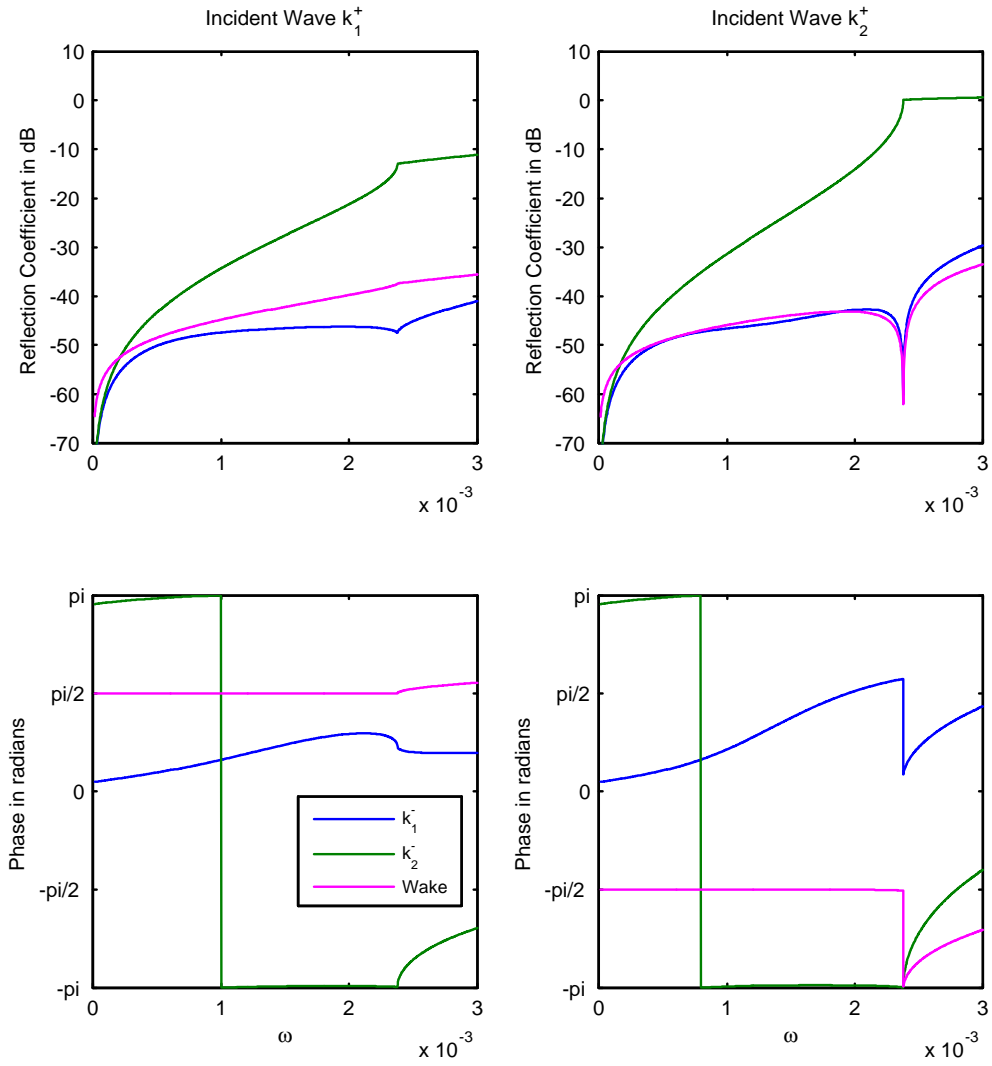 Incident Wave k₁⁺
Reflection Coefficient in dB
10
0
-10
-20
-30
-40
-50
-60
-70
0
1
2
3
x 10⁻³
Incident Wave k₂⁺
Reflection Coefficient in dB
10
0
-10
-20
-30
-40
-50
-60
-70
0
1
2
3
x 10⁻³
Phase in radians
pi
pi/2
0
-pi/2
-pi
0
1
2
3
x 10⁻³
ω
k₁⁻
k₂⁻
Wake
Phase in radians
pi
pi/2
0
-pi/2
-pi
0
1
2
3
x 10⁻³
ω